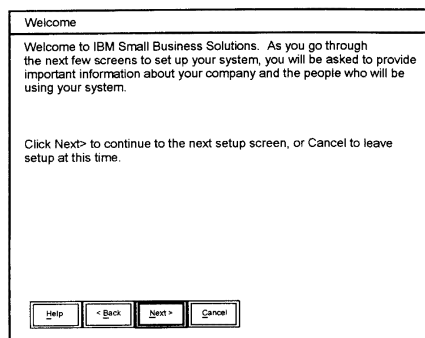 Welcome
Welcome to IBM Small Business Solutions. As you go through
the next few screens to set up your system, you will be asked to provide
important information about your company and the people who will be
using your system.
Click Next> to continue to the next setup screen, or Cancel to leave
setup at this time.
Help < Back Next > Cancel